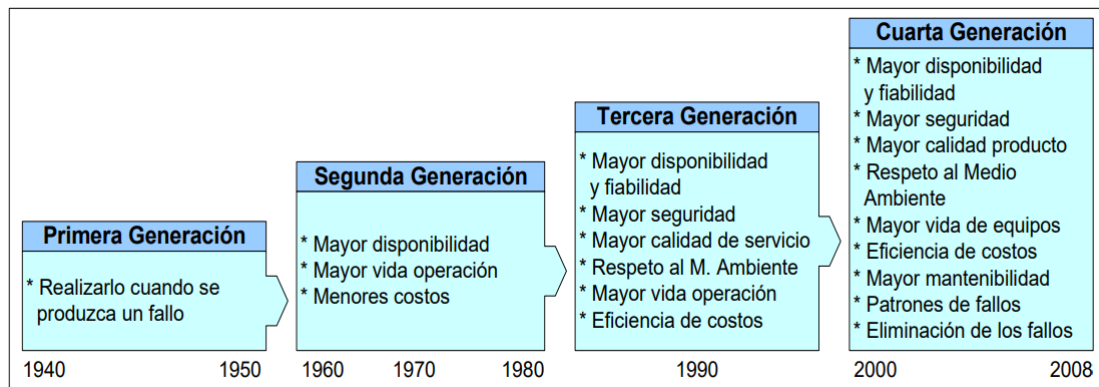 Primera Generación
* Realizarlo cuando se
produzca un fallo
Segunda Generación
* Mayor disponibilidad
* Mayor vida operación
* Menores costos
Tercera Generación
* Mayor disponibilidad
y fiabilidad
* Mayor seguridad
* Mayor calidad de servicio
* Respeto al M. Ambiente
* Mayor vida operación
* Eficiencia de costos
Cuarta Generación
* Mayor disponibilidad
y fiabilidad
* Mayor seguridad
* Mayor calidad producto
* Respeto al Medio
Ambiente
* Mayor vida de equipos
* Eficiencia de costos
* Mayor mantenibilidad
* Patrones de fallos
* Eliminación de los fallos
1940 1950 1960 1970 1980 1990 2000 2008